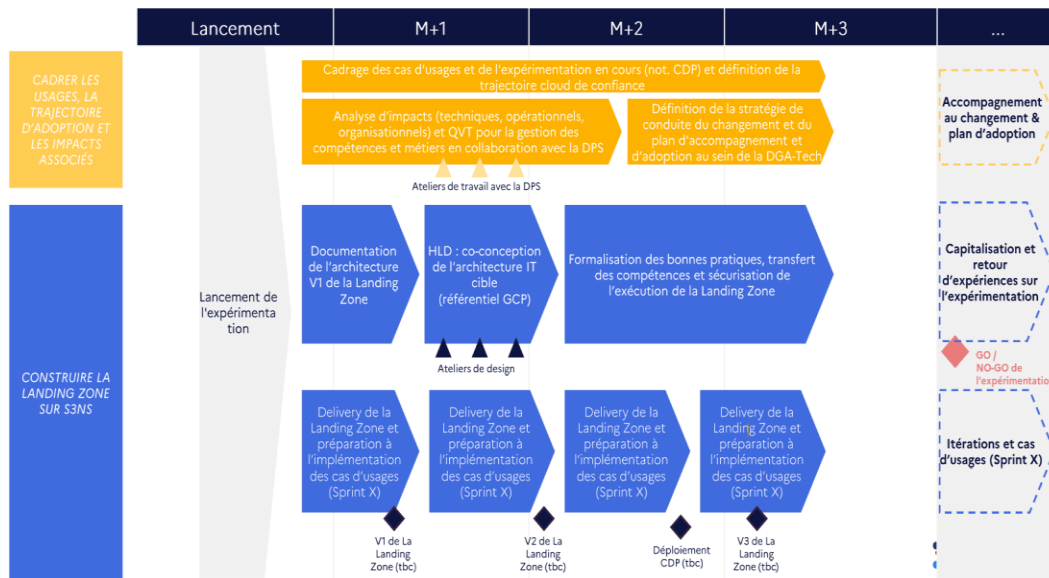 Lancement
M+1
M+2
M+3
...
CADRER LES
USAGES, LA
TRAJECTOIRE
D'ADOPTION ET
LES IMPACTS
ASSOCIÉS
Cadrage des cas d'usages et de l'expérimentation en cours (not. CDP) et définition de la
trajectoire cloud de confiance
Analyse d'impacts (techniques, opérationnels,
organisationnels) et QVT pour la gestion des
compétences et métiers en collaboration avec la DPS
Définition de la stratégie de
conduite du changement et du
plan d'accompagnement et
d'adoption au sein de la DGA-Tech
Accompagnement
au changement &
plan d'adoption
Ateliers de travail avec la DPS
Lancement de
l'expérimenta
tion
CONSTRUIRE LA
LANDING ZONE
SUR S3NS
Documentation
de l'architecture
V1 de la Landing
Zone
HLD : co-conception
de l'architecture IT
cible
(référentiel GCP)
Formalisation des bonnes pratiques, transfert
des compétences et sécurisation de
l'exécution de la Landing Zone
Capitalisation et
retour
d'expériences sur
l'expérimentation
Ateliers de design
GO /
NO-GO de
l'expérimentatio
Delivery de la
Landing Zone et
préparation à
l'implémentation
des cas d'usages
(Sprint X)
Delivery de la
Landing Zone et
préparation à
l'implémentation
des cas d'usages
(Sprint X)
Delivery de la
Landing Zone et
préparation à
l'implémentation
des cas d'usages
(Sprint X)
Delivery de la
Landing Zone et
préparation à
l'implémentation
des cas d'usages
(Sprint X)
Itérations et cas
d'usages (Sprint X)
V1 de La
Landing
Zone (tbc)
V2 de La
Landing
Zone (tbc)
Déploiement
CDP (tbc)
V3 de La
Landing
Zone (tbc)